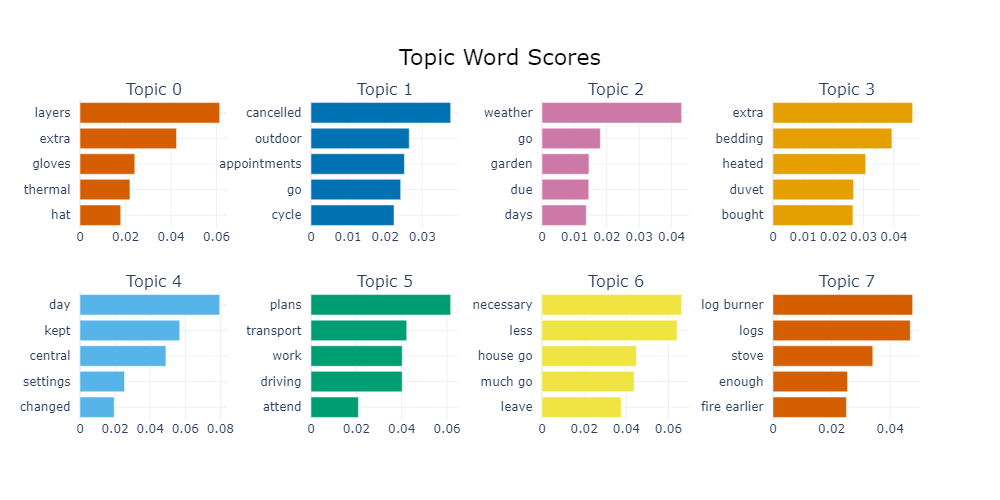 Topic Word Scores
Topic 0
layers
extra
gloves
thermal
hat
0 0.02 0.04 0.06
Topic 1
cancelled
outdoor
appointments
go
cycle
0 0.01 0.02 0.03
Topic 2
weather
go
garden
due
days
0 0.01 0.02 0.03 0.04
Topic 3
extra
bedding
heated
duvet
bought
0 0.01 0.02 0.03 0.04
Topic 4
day
kept
central
settings
changed
0 0.02 0.04 0.06 0.08
Topic 5
plans
transport
work
driving
attend
0 0.02 0.04 0.06
Topic 6
necessary
less
house go
much go
leave
0 0.02 0.04 0.06
Topic 7
log burner
logs
stove
enough
fire earlier
0 0.02 0.04